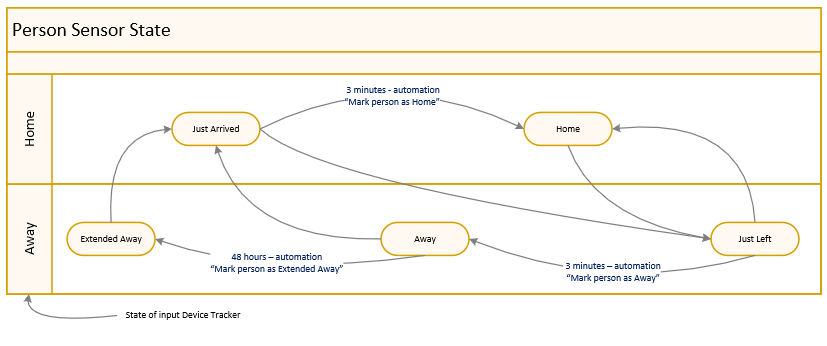 Person Sensor State
Home
3 minutes - automation
"Mark person as Home"
Just Arrived
Home
Away
Extended Away
Away
Just Left
48 hours – automation
"Mark person as Extended Away"
3 minutes – automation
"Mark person as Away"
State of input Device Tracker